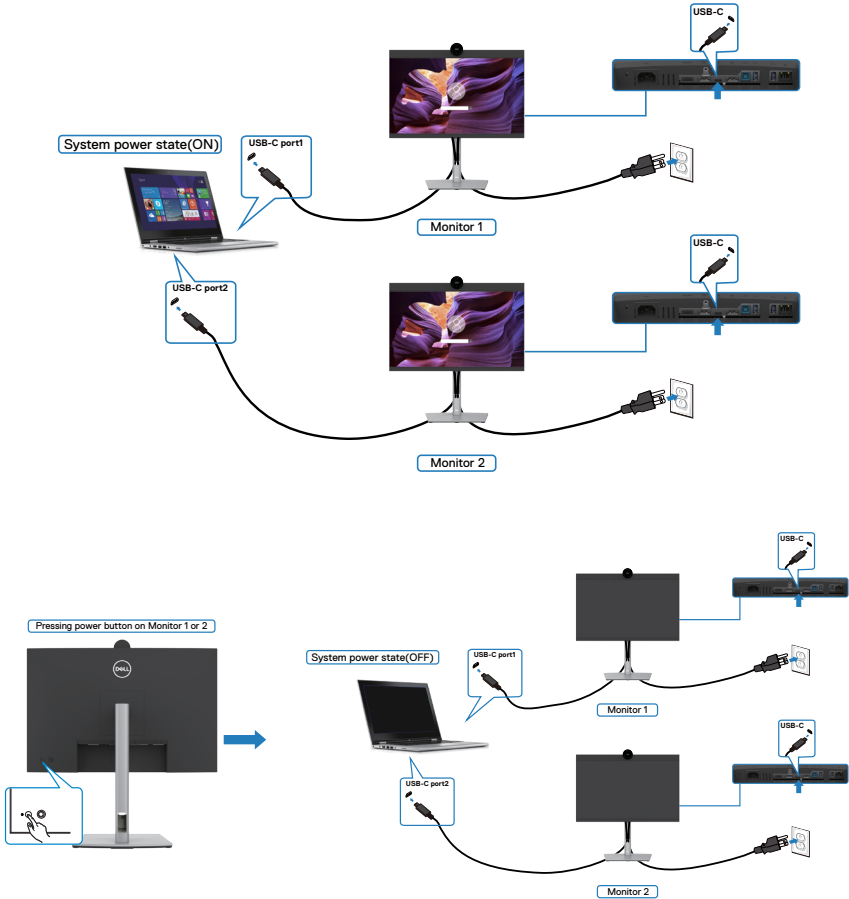 USB-C
System power state(ON)
USB-C port1
Monitor 1
USB-C
USB-C port2
Monitor 2
USB-C
Pressing power button on Monitor 1 or 2
DELL
System power state(OFF)
USB-C port1
Monitor 1
USB-C
USB-C port2
Monitor 2